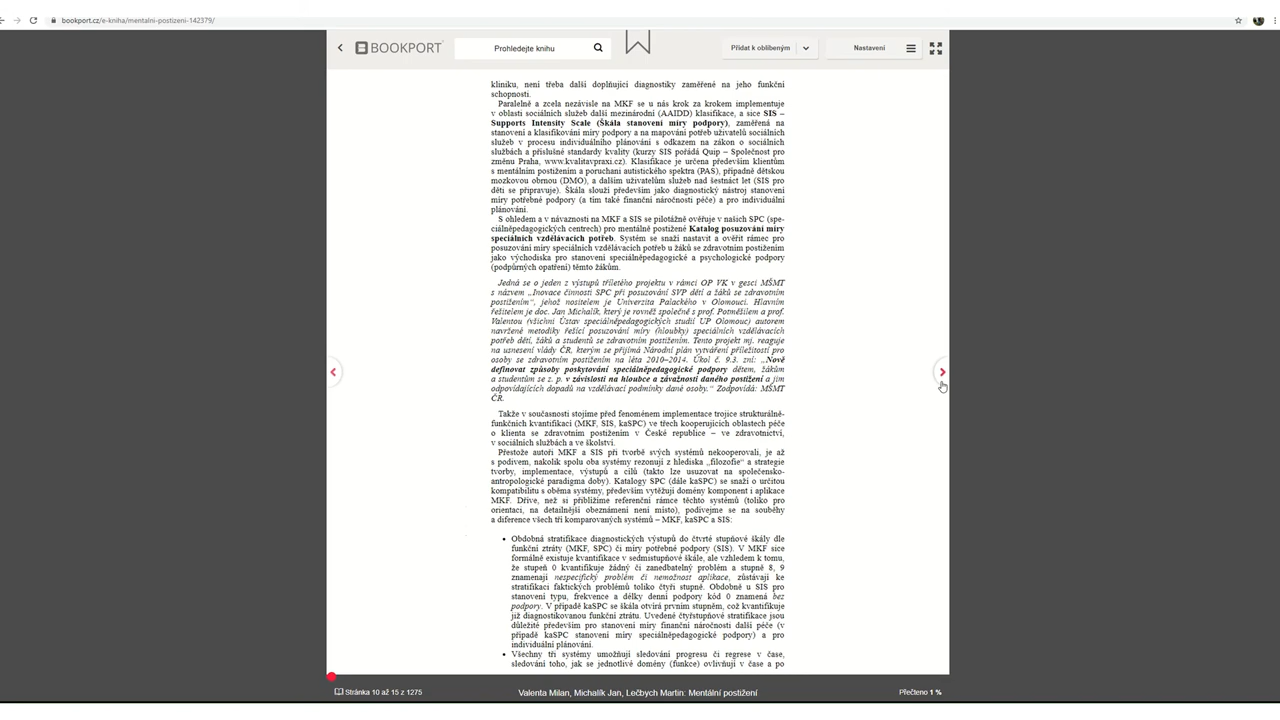 bookport.cz/e-kniha/mentalni-postizeni-142379/
BOOKPORT
Prohledejte knihu
Přidat k oblíbeným
Nastavení
kliniku, není třeba další doplňující diagnostiky zaměřené na jeho funkční
schopnosti.
Paralelně a zcela nezávisle na MKF se u nás krok za krokem implementuje
v oblasti sociálních služeb další mezinárodní (AAIDD) klasifikace, a sice SIS –
Supports Intensity Scale (Škála stanovení míry podpory), zaměřená na
stanovení a klasifikování míry podpory a na mapování potřeb uživatelů sociálních
služeb v procesu individuálního plánování s odkazem na zákon o sociálních
službách a příslušné standardy kvality (kurzy SIS pořádá Quip – Společnost pro
změnu Praha, www.kvalitavpraxi.cz). Klasifikace je určena především klientům
s mentálním postižením a poruchami autistického spektra (PAS), případně dětskou
mozkovou obrnou (DMO), a dalším uživatelům služeb nad šestnáct let (SIS pro
děti se připravuje). Škála slouží především jako diagnostický nástroj stanovení
míry potřebné podpory (a tím také finanční náročnosti péče) a pro individuální
plánování.
S ohledem a v návaznosti na MKF a SIS se pilotážně ověřuje v našich SPC (spe-
ciálněpedagogických centrech) pro mentálně postižené Katalog posuzování míry
speciálních vzdělávacích potřeb. Systém se snaží nastavit a ověřit rámec pro
posuzování míry speciálních vzdělávacích potřeb u žáků se zdravotním postižením
jako východiska pro stanovení speciálněpedagogické a psychologické podpory
(podpůrných opatření) těmto žákům.
Jedná se o jeden z výstupů tříletého projektu v rámci OP VK v gesci MŠMT
s názvem „Inovace činnosti SPC při posuzování SVP dětí a žáků se zdravotním
postižením“, jehož nositelem je Univerzita Palackého v Olomouci. Hlavním
řešitelem je doc. Jan Michalík, který je rovněž společně s prof. Potměšilem a prof.
Valentou (všichni Ústav speciálněpedagogických studií UP Olomouc) autorem
navržené metodiky řešící posuzování míry (hloubky) speciálních vzdělávacích
potřeb dětí, žáků a studentů se zdravotním postižením. Tento projekt mj. reaguje
na usnesení vlády ČR, kterým se přijímá Národní plán vytváření příležitostí pro
osoby se zdravotním postižením na léta 2010–2014. Úkol č. 9.3. zní: „Nově
definovat způsoby poskytování speciálněpedagogické podpory dětem, žákům
a studentům se z. p. v závislosti na hloubce a závažnosti daného postižení a jim
odpovídajících dopadů na vzdělávací podmínky dané osoby.“ Zodpovídá: MŠMT
ČR.
Takže v současnosti stojíme před fenoménem implementace trojice strukturálně-
funkčních kvantifikací (MKF, SIS, kaSPC) ve třech kooperujících oblastech péče
o klienta se zdravotním postižením v České republice – ve zdravotnictví,
v sociálních službách a ve školství.
Přestože autoři MKF a SIS při tvorbě svých systémů nekooperovali, je až
s podivem, nakolik spolu oba systémy rezonují z hlediska „filozofie“ a strategie
tvorby, implementace, výstupů a cílů (takto lze usuzovat na společensko-
antropologické paradigma doby). Katalogy SPC (dále kaSPC) se snaží o určitou
kompatibilitu s oběma systémy, především vytěžují domény komponent i aplikace
MKF. Dříve, než si přiblížíme referenční rámce těchto systémů (toliko pro
orientaci, na detailnější obeznámení není místo), podívejme se na souběhy
a diference všech tří komparovaných systémů – MKF, kaSPC a SIS:
• Obdobná stratifikace diagnostických výstupů do čtvrté stupňové škály dle
funkční ztráty (MKF, SPC) či míry potřebné podpory (SIS). V MKF sice
formálně existuje kvantifikace v sedmistupňové škále, ale vzhledem k tomu,
že stupeň 0 kvantifikuje žádný či zanedbatelný problém a stupně 8, 9
znamenají nespecifický problém či nemožnost aplikace, zůstávají ke
stratifikaci faktických problémů toliko čtyři stupně. Obdobně u SIS pro
stanovení typu, frekvence a délky denní podpory kód 0 znamená bez
podpory. V případě kaSPC se škála otvírá prvním stupněm, což kvantifikuje
již diagnostikovanou funkční ztrátu. Uvedené čtyřstupňové stratifikace jsou
důležité především pro stanovení míry finanční náročnosti další péče (v
případě kaSPC stanovení míry speciálněpedagogické podpory) a pro
individuální plánování.
• Všechny tři systémy umožňují sledování progresu či regrese v čase,
sledování toho, jak se jednotlivé domény (funkce) ovlivňují v čase a po
Stránka 10 až 15 z 1275
Valenta Milan, Michalík Jan, Lečbych Martin: Mentální postižení
Přečteno 1 %